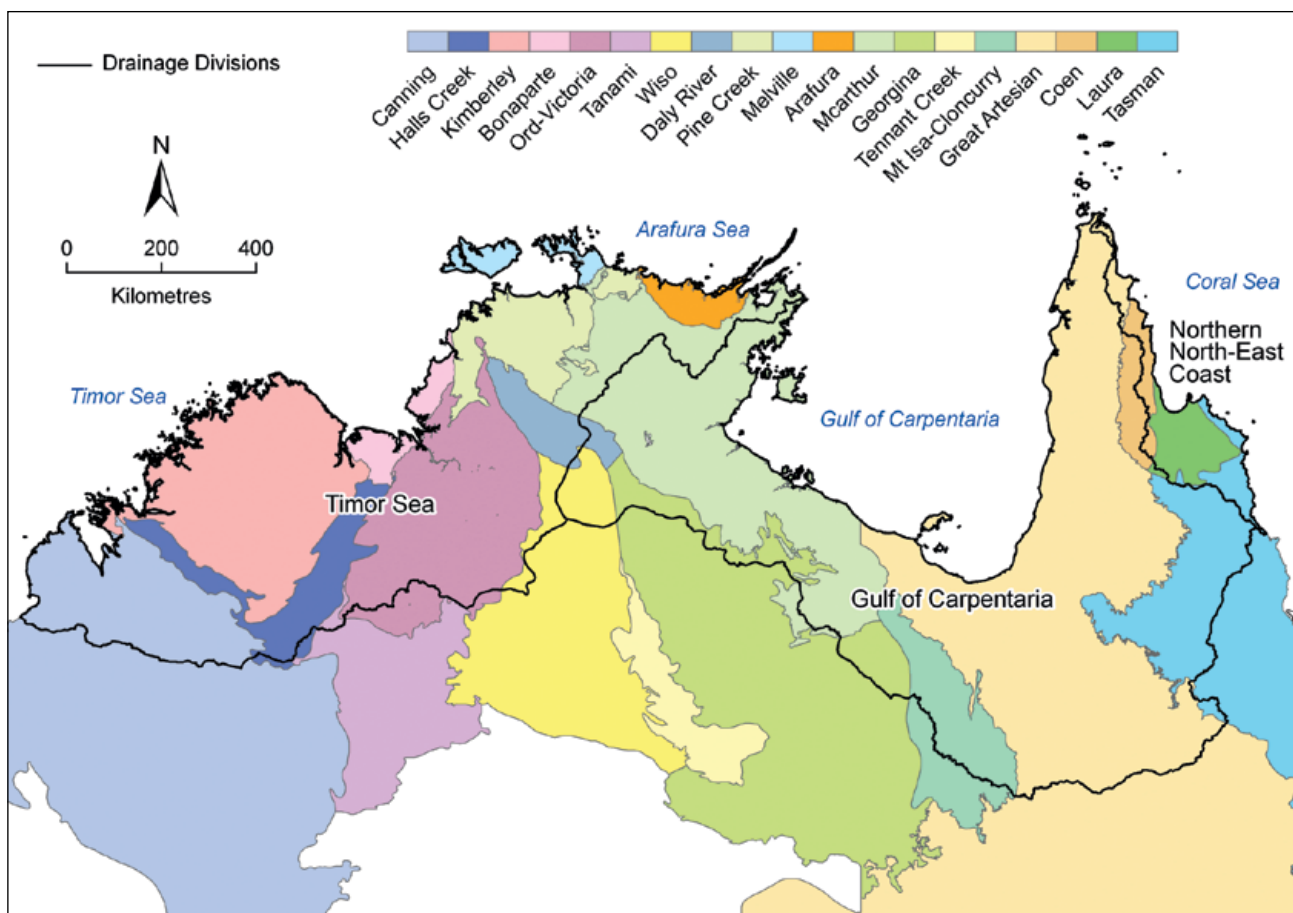 Drainage Divisions
Canning
Halls Creek
Kimberley
Bonaparte
Ord-Victoria
Tanami
Wiso
Daly River
Pine Creek
Melville
Arafura
Mcarthur
Georgina
Tennant Creek
Mt Isa-Cloncurry
Great Artesian
Coen
Laura
Tasman
N
0 200 400
Kilometres
Arafura Sea
Coral Sea
Northern
North-East
Coast
Timor Sea
Gulf of Carpentaria
Timor Sea
Gulf of Carpentaria